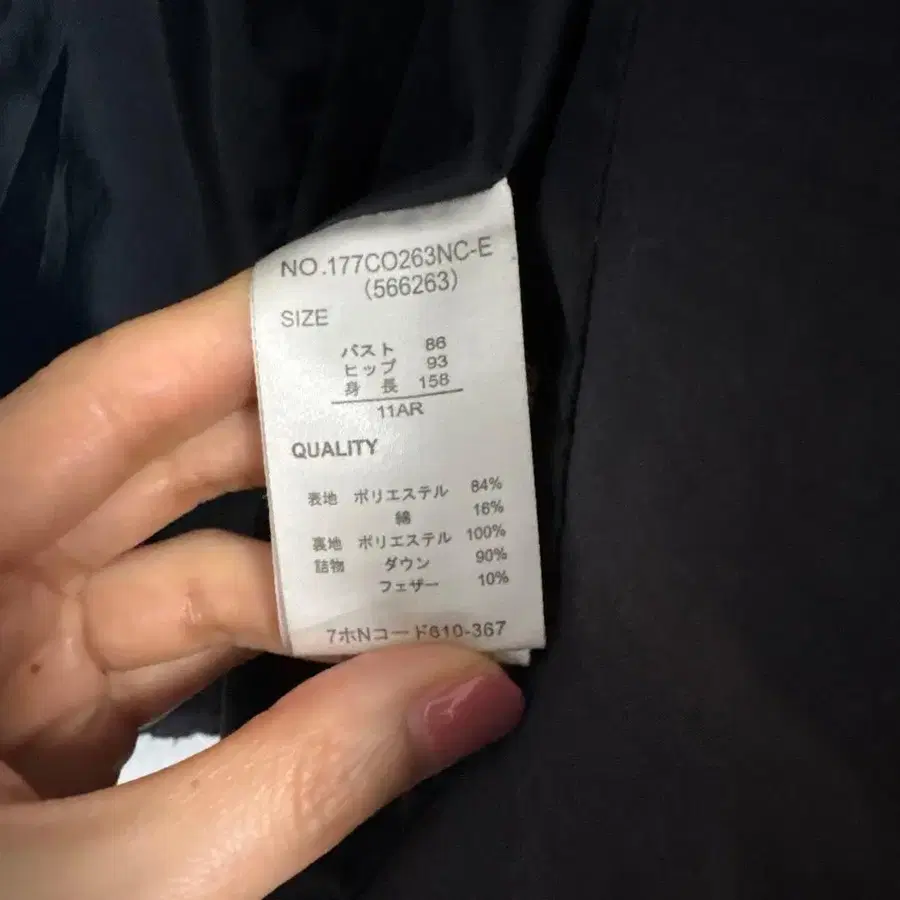 NO.177CO263NC-E
(566263)
SIZE
バスト 86
ヒップ 93
身長 158
11AR
QUALITY
表地 ポリエステル 84%
綿 16%
裏地 ポリエステル 100%
詰物 ダウン 90%
フェザー 10%
7ホNコード610-367